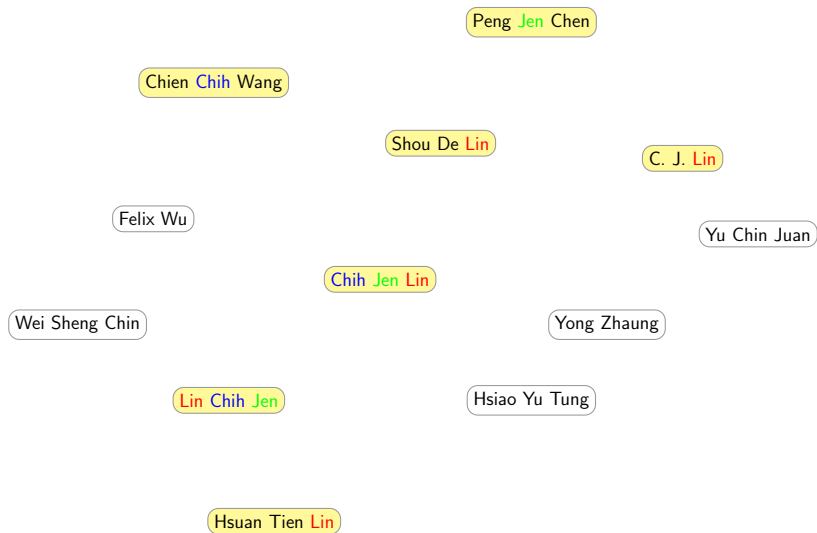 Peng Jen Chen
Chien Chih Wang
Shou De Lin
C. J. Lin
Felix Wu
Yu Chin Juan
Chih Jen Lin
Wei Sheng Chin
Yong Zhaung
Lin Chih Jen
Hsiao Yu Tung
Hsuan Tien Lin